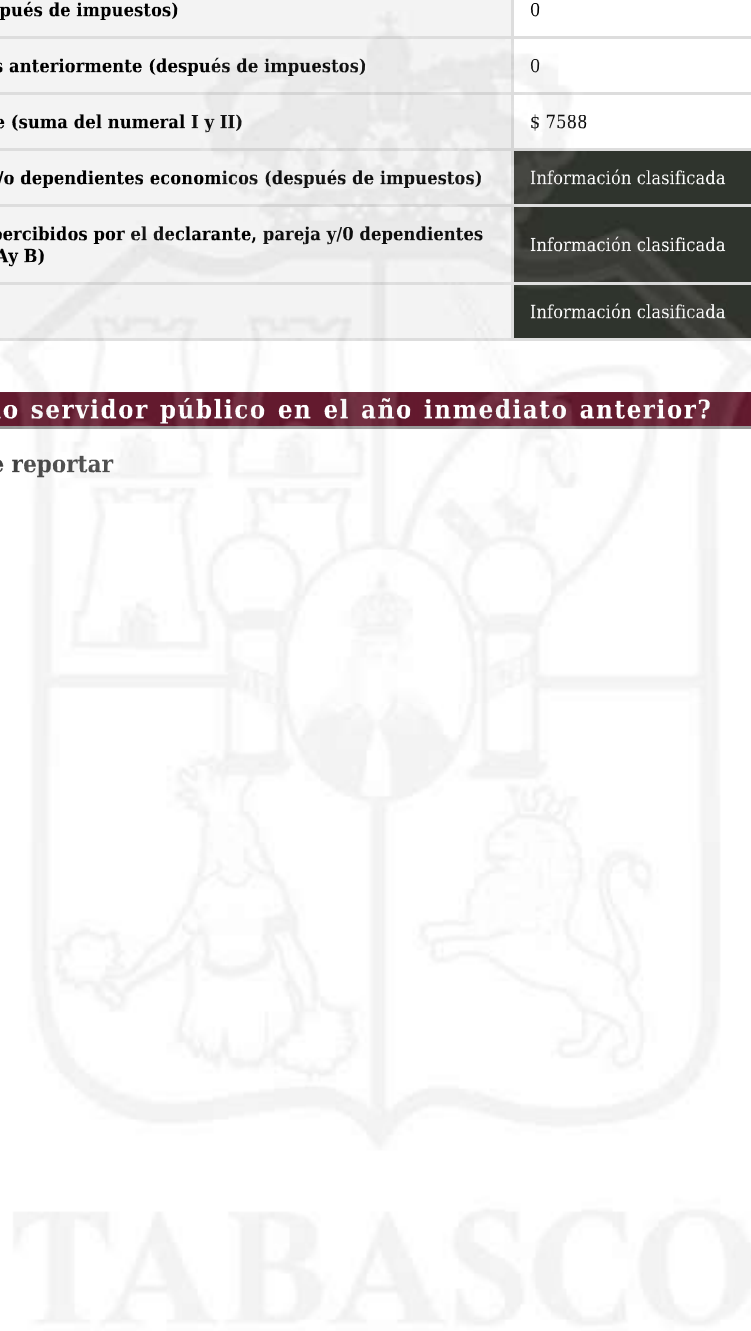 pués de impuestos)
0
s anteriormente (después de impuestos)
0
e (suma del numeral I y II)
$ 7588
/o dependientes economicos (después de impuestos)
Información clasificada
percibidos por el declarante, pareja y/0 dependientes
Ay B)
Información clasificada
Información clasificada
o servidor público en el año inmediato anterior?
e reportar
TABASCO